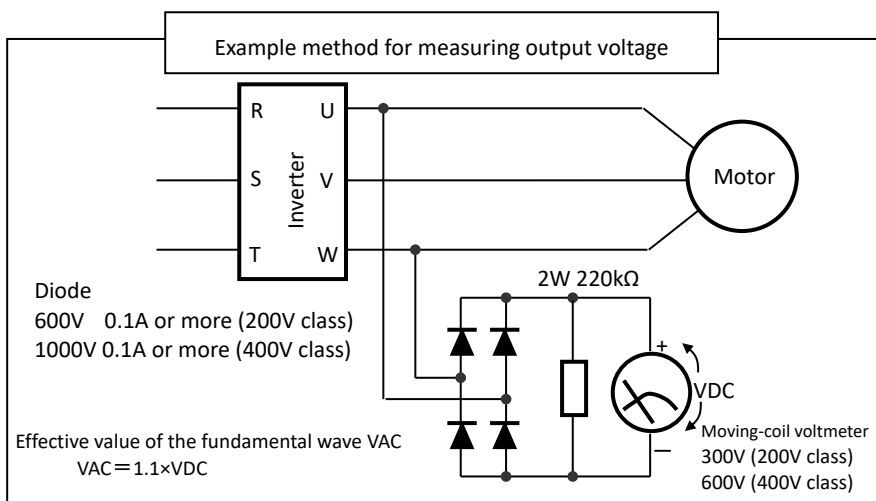 Example method for measuring output voltage
R
U
S
V
T
W
Inverter
Motor
2W 220kΩ
Diode
600V 0.1A or more (200V class)
1000V 0.1A or more (400V class)
+
VDC
−
Moving-coil voltmeter
300V (200V class)
600V (400V class)
Effective value of the fundamental wave VAC
VAC=1.1×VDC